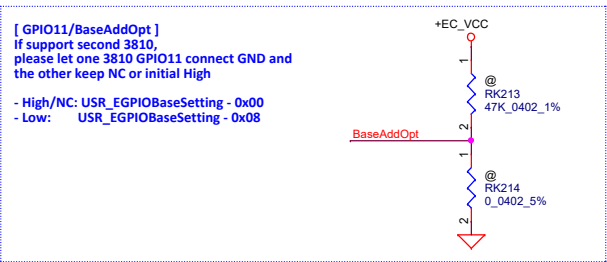 [ GPIO11/BaseAddOpt ]
If support second 3810,
please let one 3810 GPIO11 connect GND and
the other keep NC or initial High
- High/NC: USR_EGPIOBaseSetting - 0x00
- Low: USR_EGPIOBaseSetting - 0x08
+EC_VCC
1
@
RK213
47K_0402_1%
2
BaseAddOpt
1
@
RK214
0_0402_5%
2